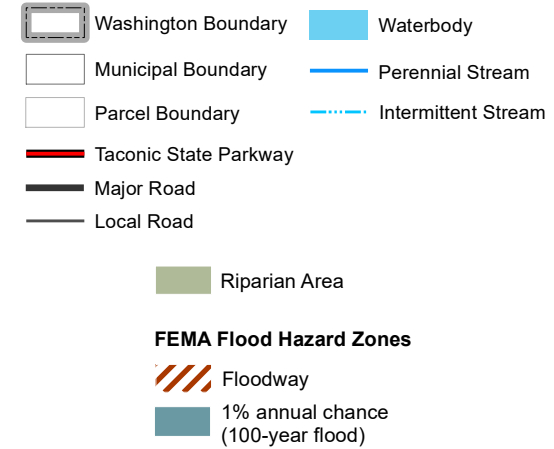 Washington Boundary
Municipal Boundary
Parcel Boundary
Taconic State Parkway
Major Road
Local Road
Waterbody
Perennial Stream
Intermittent Stream
Riparian Area
FEMA Flood Hazard Zones
Floodway
1% annual chance
(100-year flood)